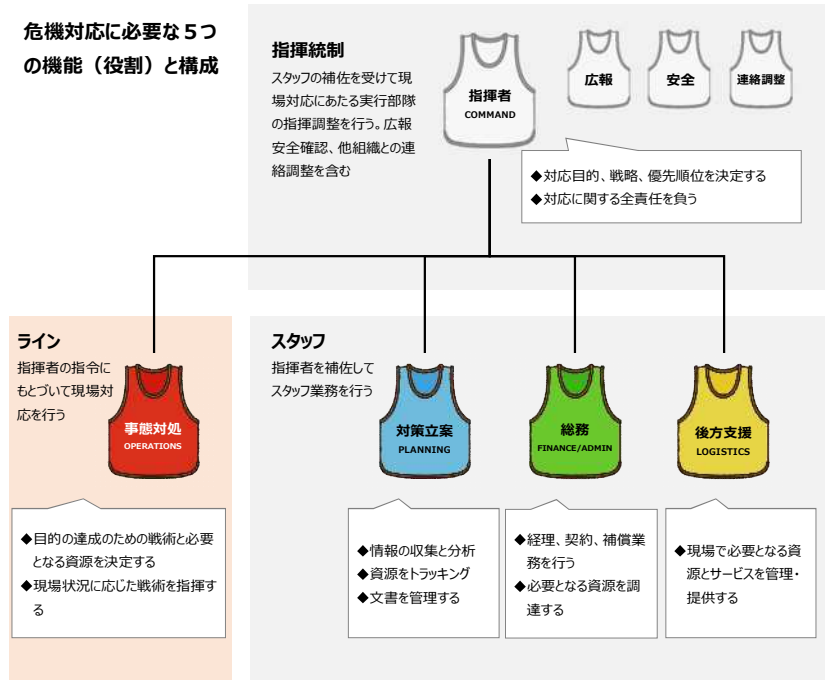 危機対応に必要な５つ
の機能（役割）と構成
指揮統制
スタッフの補佐を受けて現
場対応にあたる実行部隊
の指揮調整を行う。広報
安全確認、他組織との連
絡調整を含む
指揮者
COMMAND
広報
安全
連絡調整
◆対応目的、戦略、優先順位を決定する
◆対応に関する全責任を負う
ライン
指揮者の指令に
もとづいて現場対
応を行う
事態対処
OPERATIONS
◆目的の達成のための戦術と必要
となる資源を決定する
◆現場状況に応じた戦術を指揮す
る
スタッフ
指揮者を補佐して
スタッフ業務を行う
対策立案
PLANNING
総務
FINANCE/ADMIN
後方支援
LOGISTICS
◆情報の収集と分析
◆資源をトラッキング
◆文書を管理する
◆経理、契約、補償業
務を行う
◆必要となる資源を調
達する
◆現場で必要となる資
源とサービスを管理・
提供する